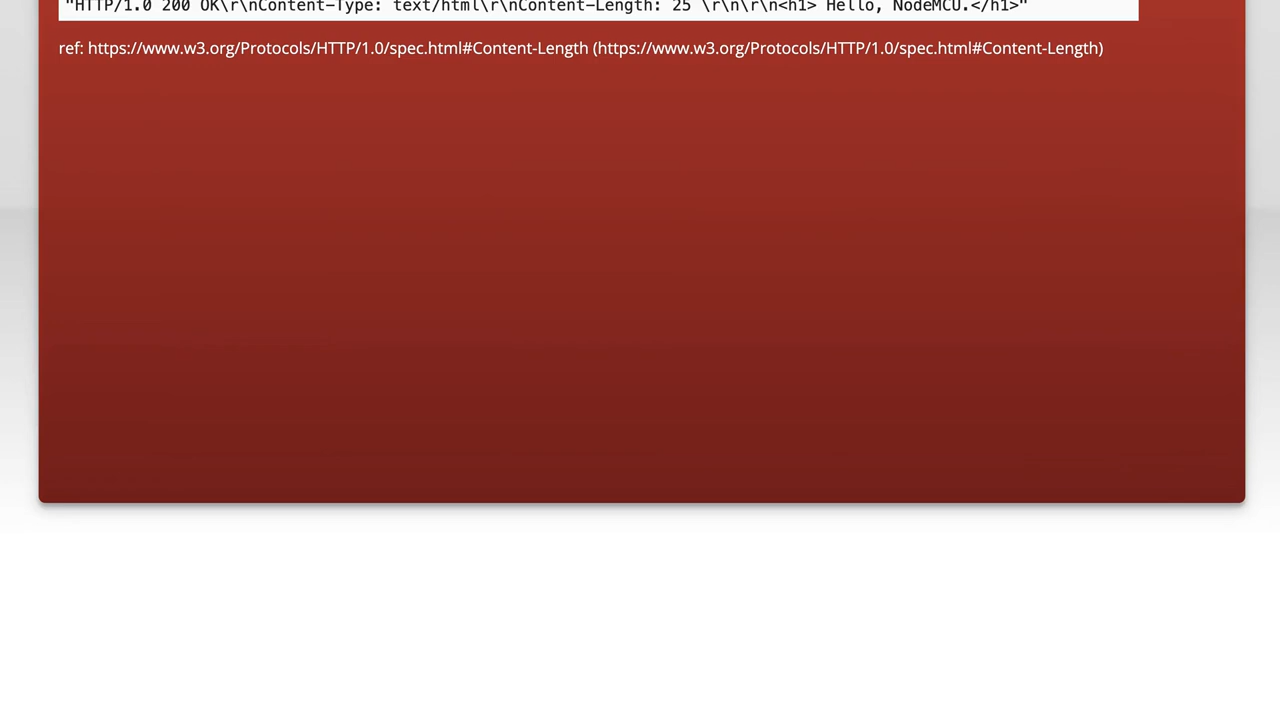 "HTTP/1.0 200 OK\r\nContent-Type: text/html\r\nContent-Length: 25 \r\n\r\n<h1> Hello, NodeMCU.</h1>"
ref: https://www.w3.org/Protocols/HTTP/1.0/spec.html#Content-Length (https://www.w3.org/Protocols/HTTP/1.0/spec.html#Content-Length)